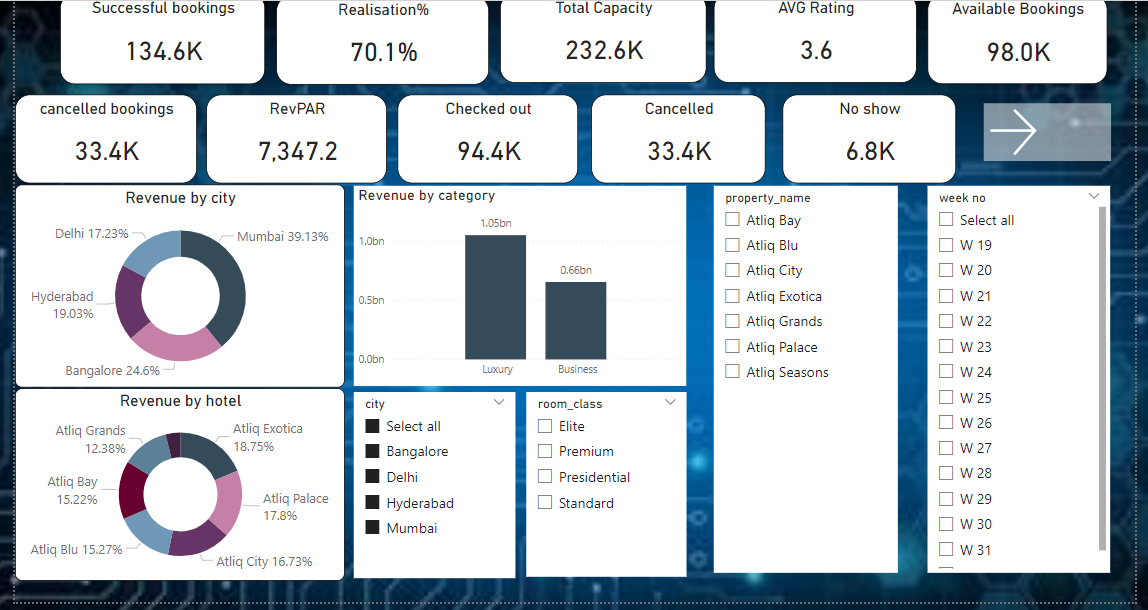 Successful bookings
134.6K
Realisation%
70.1%
Total Capacity
232.6K
AVG Rating
3.6
Available Bookings
98.0K
cancelled bookings
33.4K
RevPAR
7,347.2
Checked out
94.4K
Cancelled
33.4K
No show
6.8K
Revenue by city
Delhi 17.23%
Mumbai 39.13%
Hyderabad
19.03%
Bangalore 24.6%
Revenue by category
1.05bn
1.0bn
0.66bn
0.5bn
0.0bn
Luxury
Business
property_name
Atliq Bay
Atliq Blu
Atliq City
Atliq Exotica
Atliq Grands
Atliq Palace
Atliq Seasons
week no
Select all
W 19
W 20
W 21
W 22
W 23
W 24
W 25
W 26
W 27
W 28
W 29
W 30
W 31
Revenue by hotel
Atliq Grands
12.38%
Atliq Exotica
18.75%
Atliq Bay
15.22%
Atliq Palace
17.8%
Atliq Blu 15.27%
Atliq City 16.73%
city
Select all
Bangalore
Delhi
Hyderabad
Mumbai
room_class
Elite
Premium
Presidential
Standard